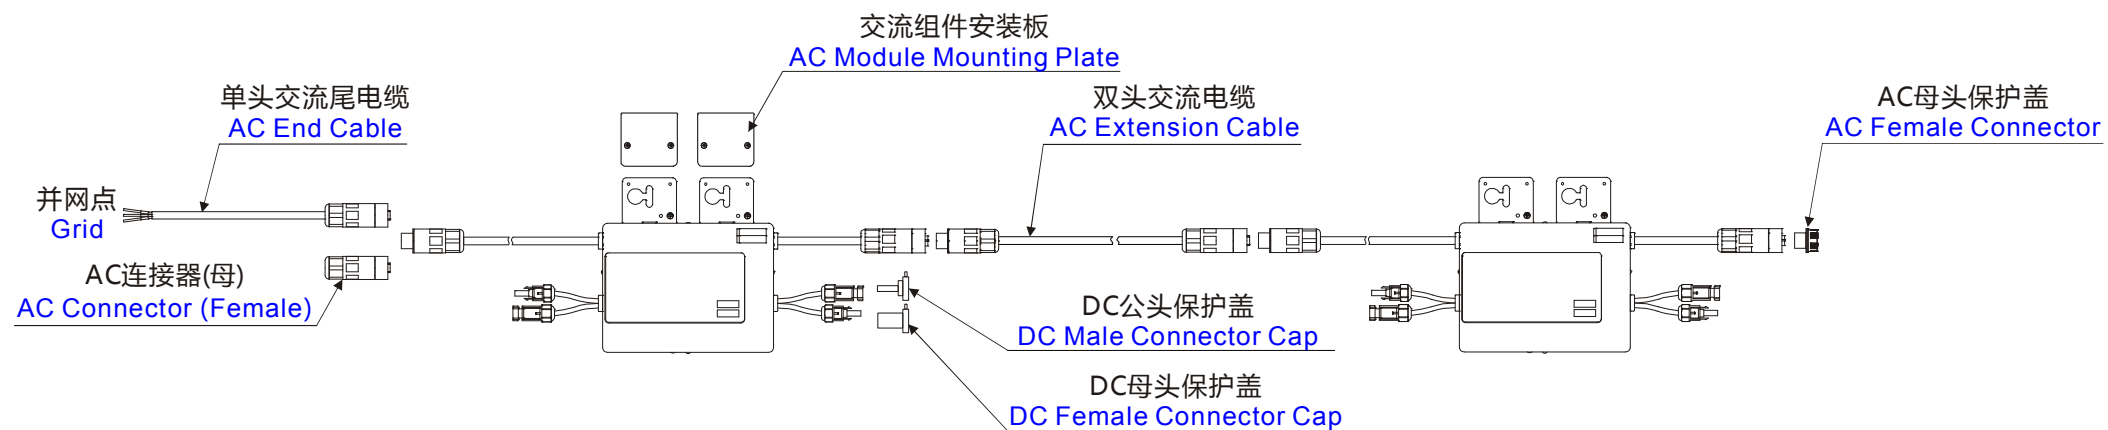 交流组件安装板
AC Module Mounting Plate
单头交流尾电缆
AC End Cable
双头交流电缆
AC Extension Cable
AC母头保护盖
AC Female Connector
并网点
Grid
AC连接器(母)
AC Connector (Female)
DC公头保护盖
DC Male Connector Cap
DC母头保护盖
DC Female Connector Cap